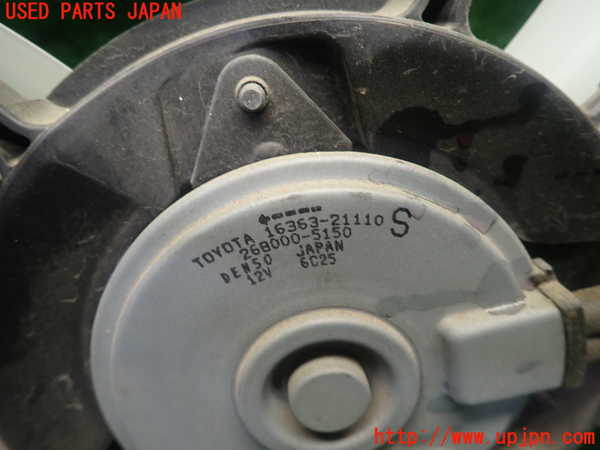 USED PARTS JAPAN
TOYOTA 16363-21110 S
268000-5150
DENSO JAPAN
12V 6C25
http://www.upjpn.com